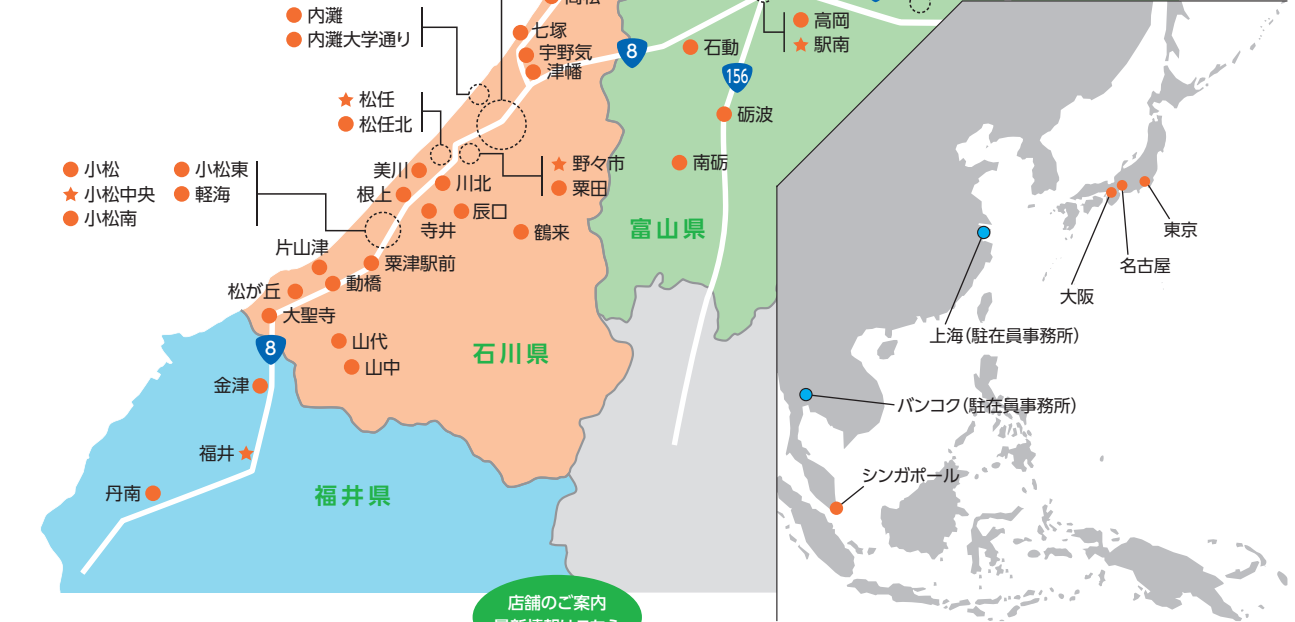 内灘
内灘大学通り
七塚
宇野気
津幡
8
石動
高岡
駅南
156
砺波
松任
松任北
小松
小松中央
小松南
小松東
軽海
美川
根上
川北
寺井
辰口
野々市
粟田
鶴来
南砺
富山県
片山津
粟津駅前
動橋
松が丘
大聖寺
8
山代
山中
石川県
金津
福井
丹南
福井県
東京
名古屋
大阪
上海(駐在員事務所)
バンコク(駐在員事務所)
シンガポール
店舗のご案内